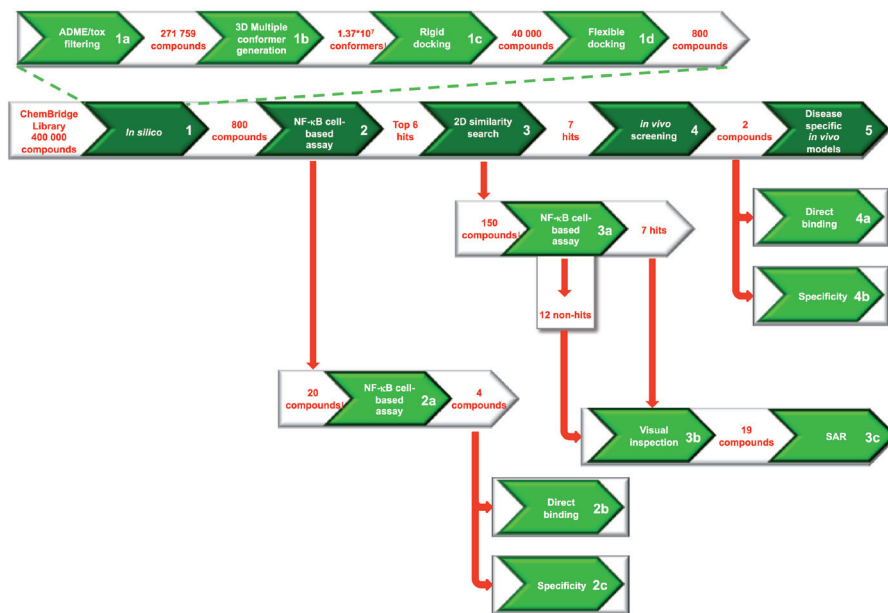 ADME/tox
filtering
1a
271 759
compounds
3D Multiple
conformer
generation
1b
1.37*10⁷
conformers!
Rigid
docking
1c
40 000
compounds
Flexible
docking
1d
800
compounds
ChemBridge
Library
400 000
compounds
In silico
1
800
compounds
NF-κB cell-
based assay
2
Top 6
hits
2D similarity
search
3
7
hits
in vivo
screening
4
2
compounds
Disease
specific
in vivo
models
5
150
compounds!
NF-κB cell-
based
assay
3a
7 hits
Direct
binding
4a
12 non-hits
Specificity
4b
20
compounds!
NF-κB cell-
based
assay
2a
4
compounds
Visual
inspection
3b
19
compounds
SAR
3c
Direct
binding
2b
Specificity
2c